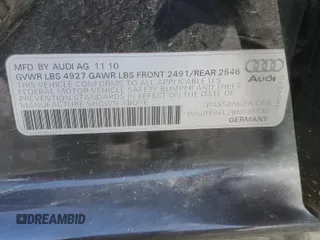 MFD. BY AUDI AG 11 10
GVWR LBS 4927 GAWR LBS FRONT 2491/REAR 2546
THIS VEHICLE CONFORMS TO ALL APPLICABLE U.S.
FEDERAL MOTOR VEHICLE SAFETY BUMPER AND THEFT
PREVENTION STANDARDS IN EFFECT ON THE DATE OF
MANUFACTURE SHOWN ABOVE
Audi
PASSENGER CAR
DREAMBID